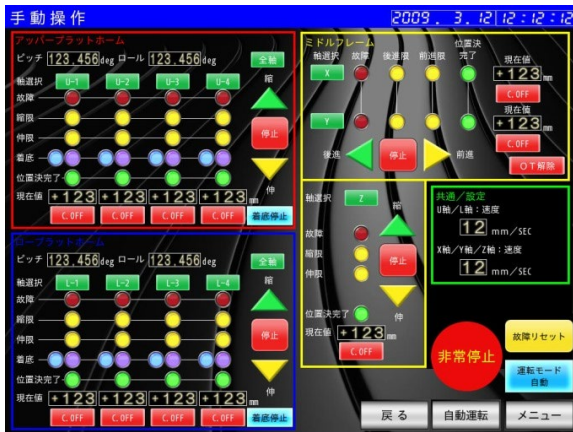 手動操作
2009. 3.12 12:12:12
アッパープラットホーム
ピッチ 123.456deg ロール 123.456deg 全軸
軸選択 U-1 U-2 U-3 U-4 縮
故障
縮限
伸限
停止
着底
位置決完了
伸
現在値 +123 +123 +123 +123 mm
C.OFF C.OFF C.OFF C.OFF 着底停止
ロープラットホーム
ピッチ 123.456deg ロール 123.456deg 全軸
軸選択 L-1 L-2 L-3 L-4 縮
故障
縮限
伸限
停止
着底
位置決完了
伸
現在値 +123 +123 +123 +123 mm
C.OFF C.OFF C.OFF C.OFF 着底停止
ミドルフレーム
軸選択 故障 後進限 前進限 位置決完了
X
現在値
+123 mm
C.OFF
Y
現在値
+123 mm
C.OFF
後進 停止 前進
OT解除
軸選択 Z 縮
故障
縮限
伸限
停止
位置決完了
伸
現在値 +123 mm
C.OFF
共通/設定
U軸/L軸:速度
12 mm/SEC
X軸/Y軸/Z軸:速度
12 mm/SEC
非常停止
故障リセット
運転モード
自動
戻る 自動運転 メニュー